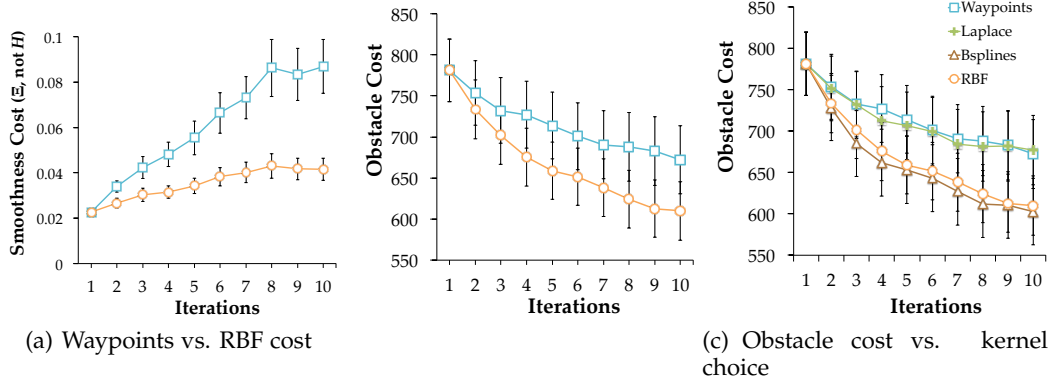 Smoothness Cost (Ξ, not H)
0.1
0.08
0.06
0.04
0.02
0
1 2 3 4 5 6 7 8 9 10
Iterations
(a) Waypoints vs. RBF cost
Obstacle Cost
850
800
750
700
650
600
550
1 2 3 4 5 6 7 8 9 10
Iterations
Obstacle Cost
850
800
750
700
650
600
550
1 2 3 4 5 6 7 8 9 10
Iterations
Waypoints
Laplace
Bsplines
RBF
(c) Obstacle cost vs. kernel
choice